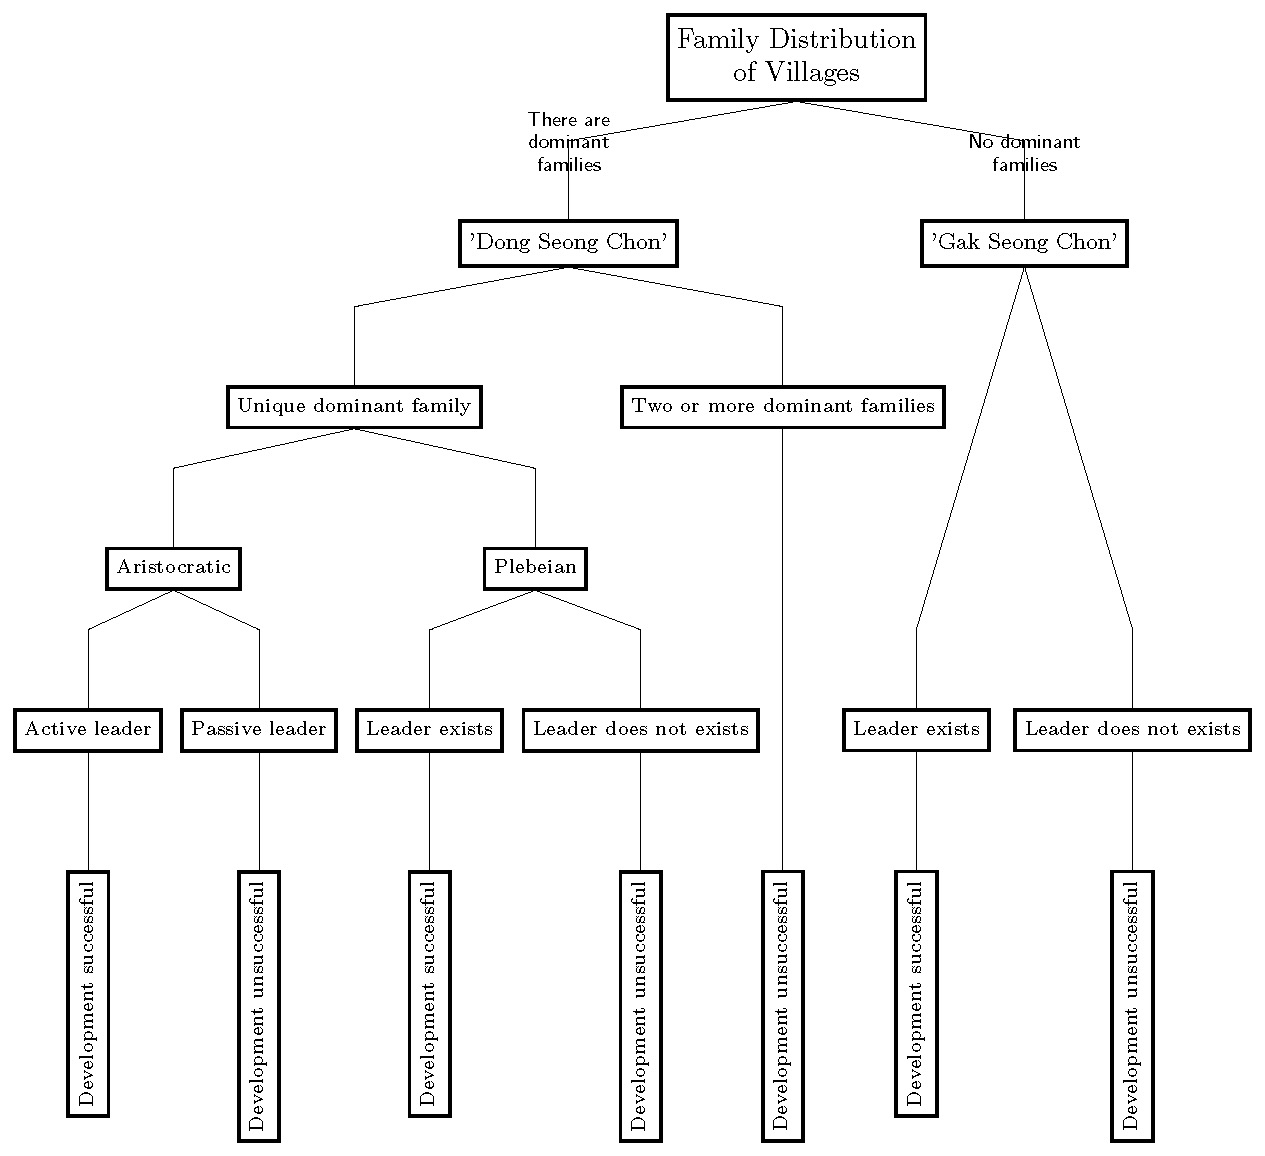 Family Distribution
of Villages
There are
dominant
families
No dominant
families
'Dong Seong Chon'
'Gak Seong Chon'
Unique dominant family
Two or more dominant families
Aristocratic
Plebeian
Active leader
Passive leader
Leader exists
Leader does not exists
Leader exists
Leader does not exists
Development successful
Development unsuccessful
Development successful
Development unsuccessful
Development unsuccessful
Development successful
Development unsuccessful